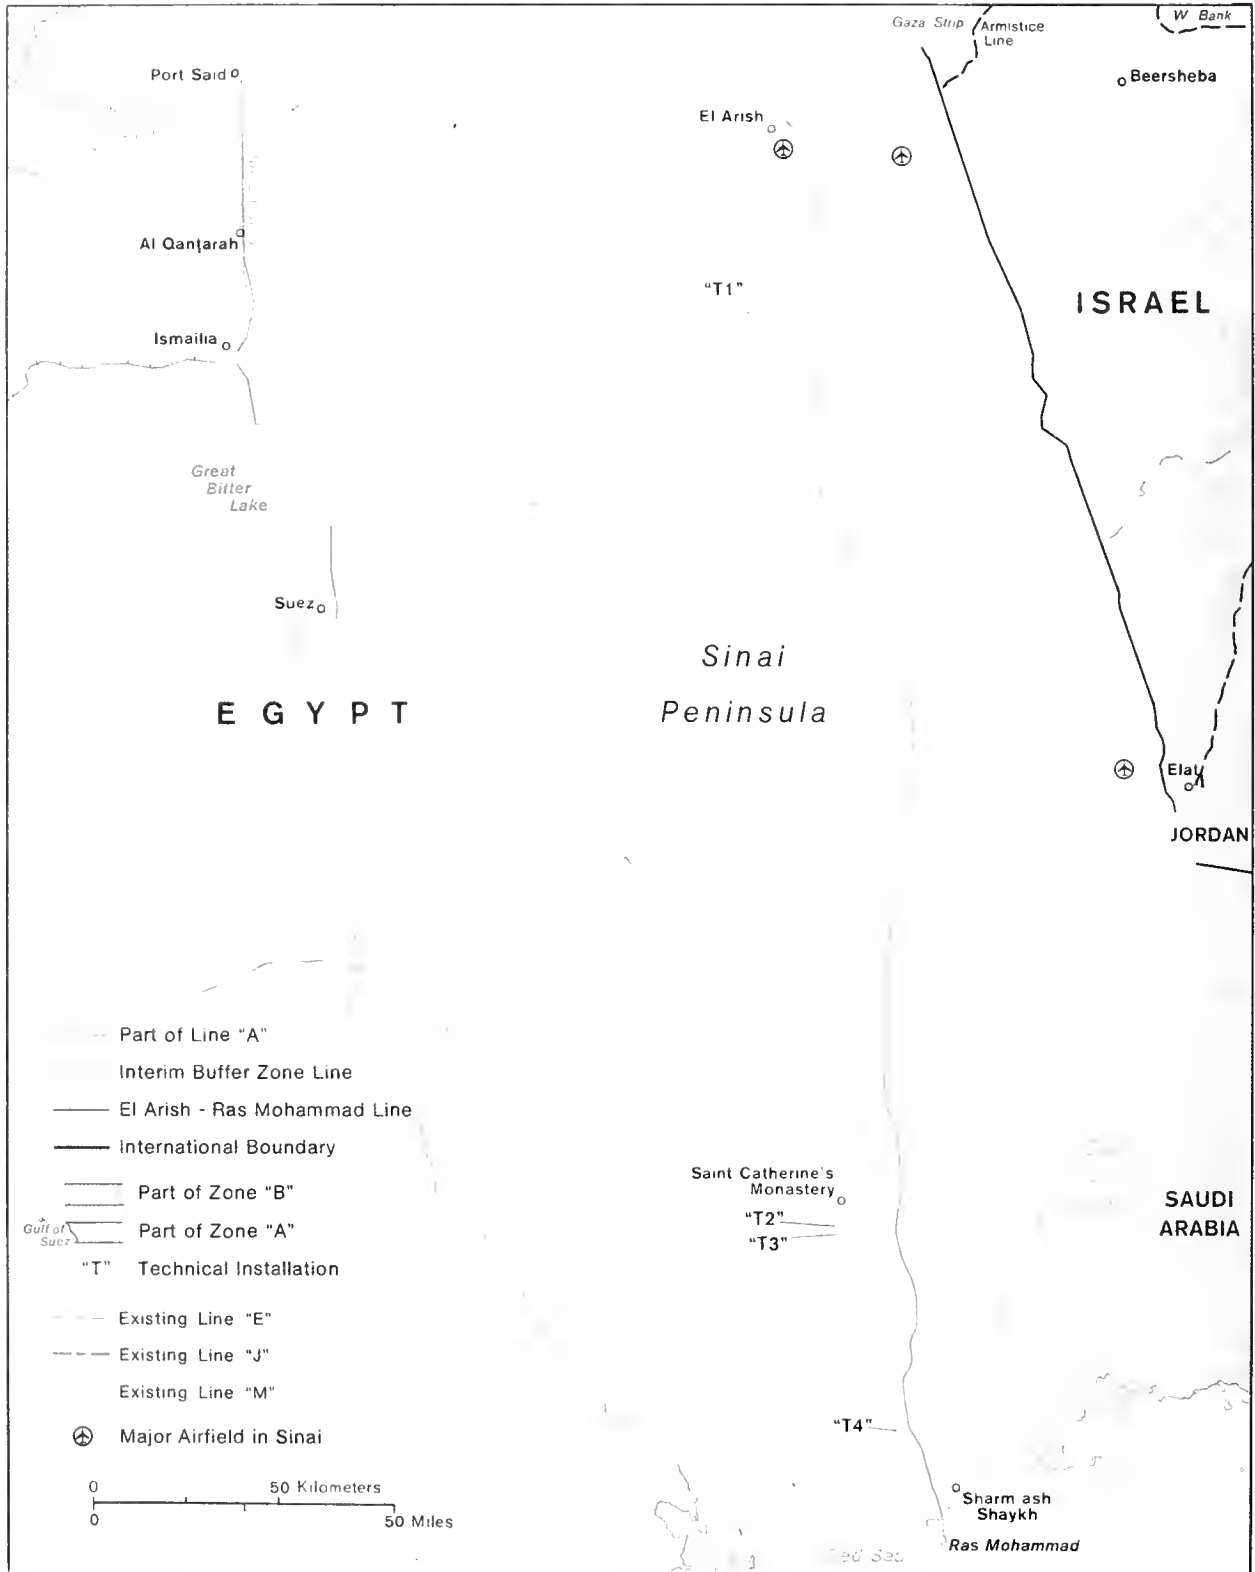 Gaza Strip
Armistice
Line
W Bank
Port Said
Beersheba
El Arish
Al Qanṭarah
"T1"
ISRAEL
Ismailia
Great
Bitter
Lake
Suez
Sinai
Peninsula
EGYPT
Elat
JORDAN
Part of Line "A"
Interim Buffer Zone Line
El Arish - Ras Mohammad Line
International Boundary
Part of Zone "B"
Gulf of
Suez
Part of Zone "A"
"T" Technical Installation
Existing Line "E"
Existing Line "J"
Existing Line "M"
Major Airfield in Sinai
0 50 Kilometers
0 50 Miles
Saint Catherine's
Monastery
"T2"
"T3"
SAUDI
ARABIA
"T4"
Sharm ash
Shaykh
Ras Mohammad
Red Sea